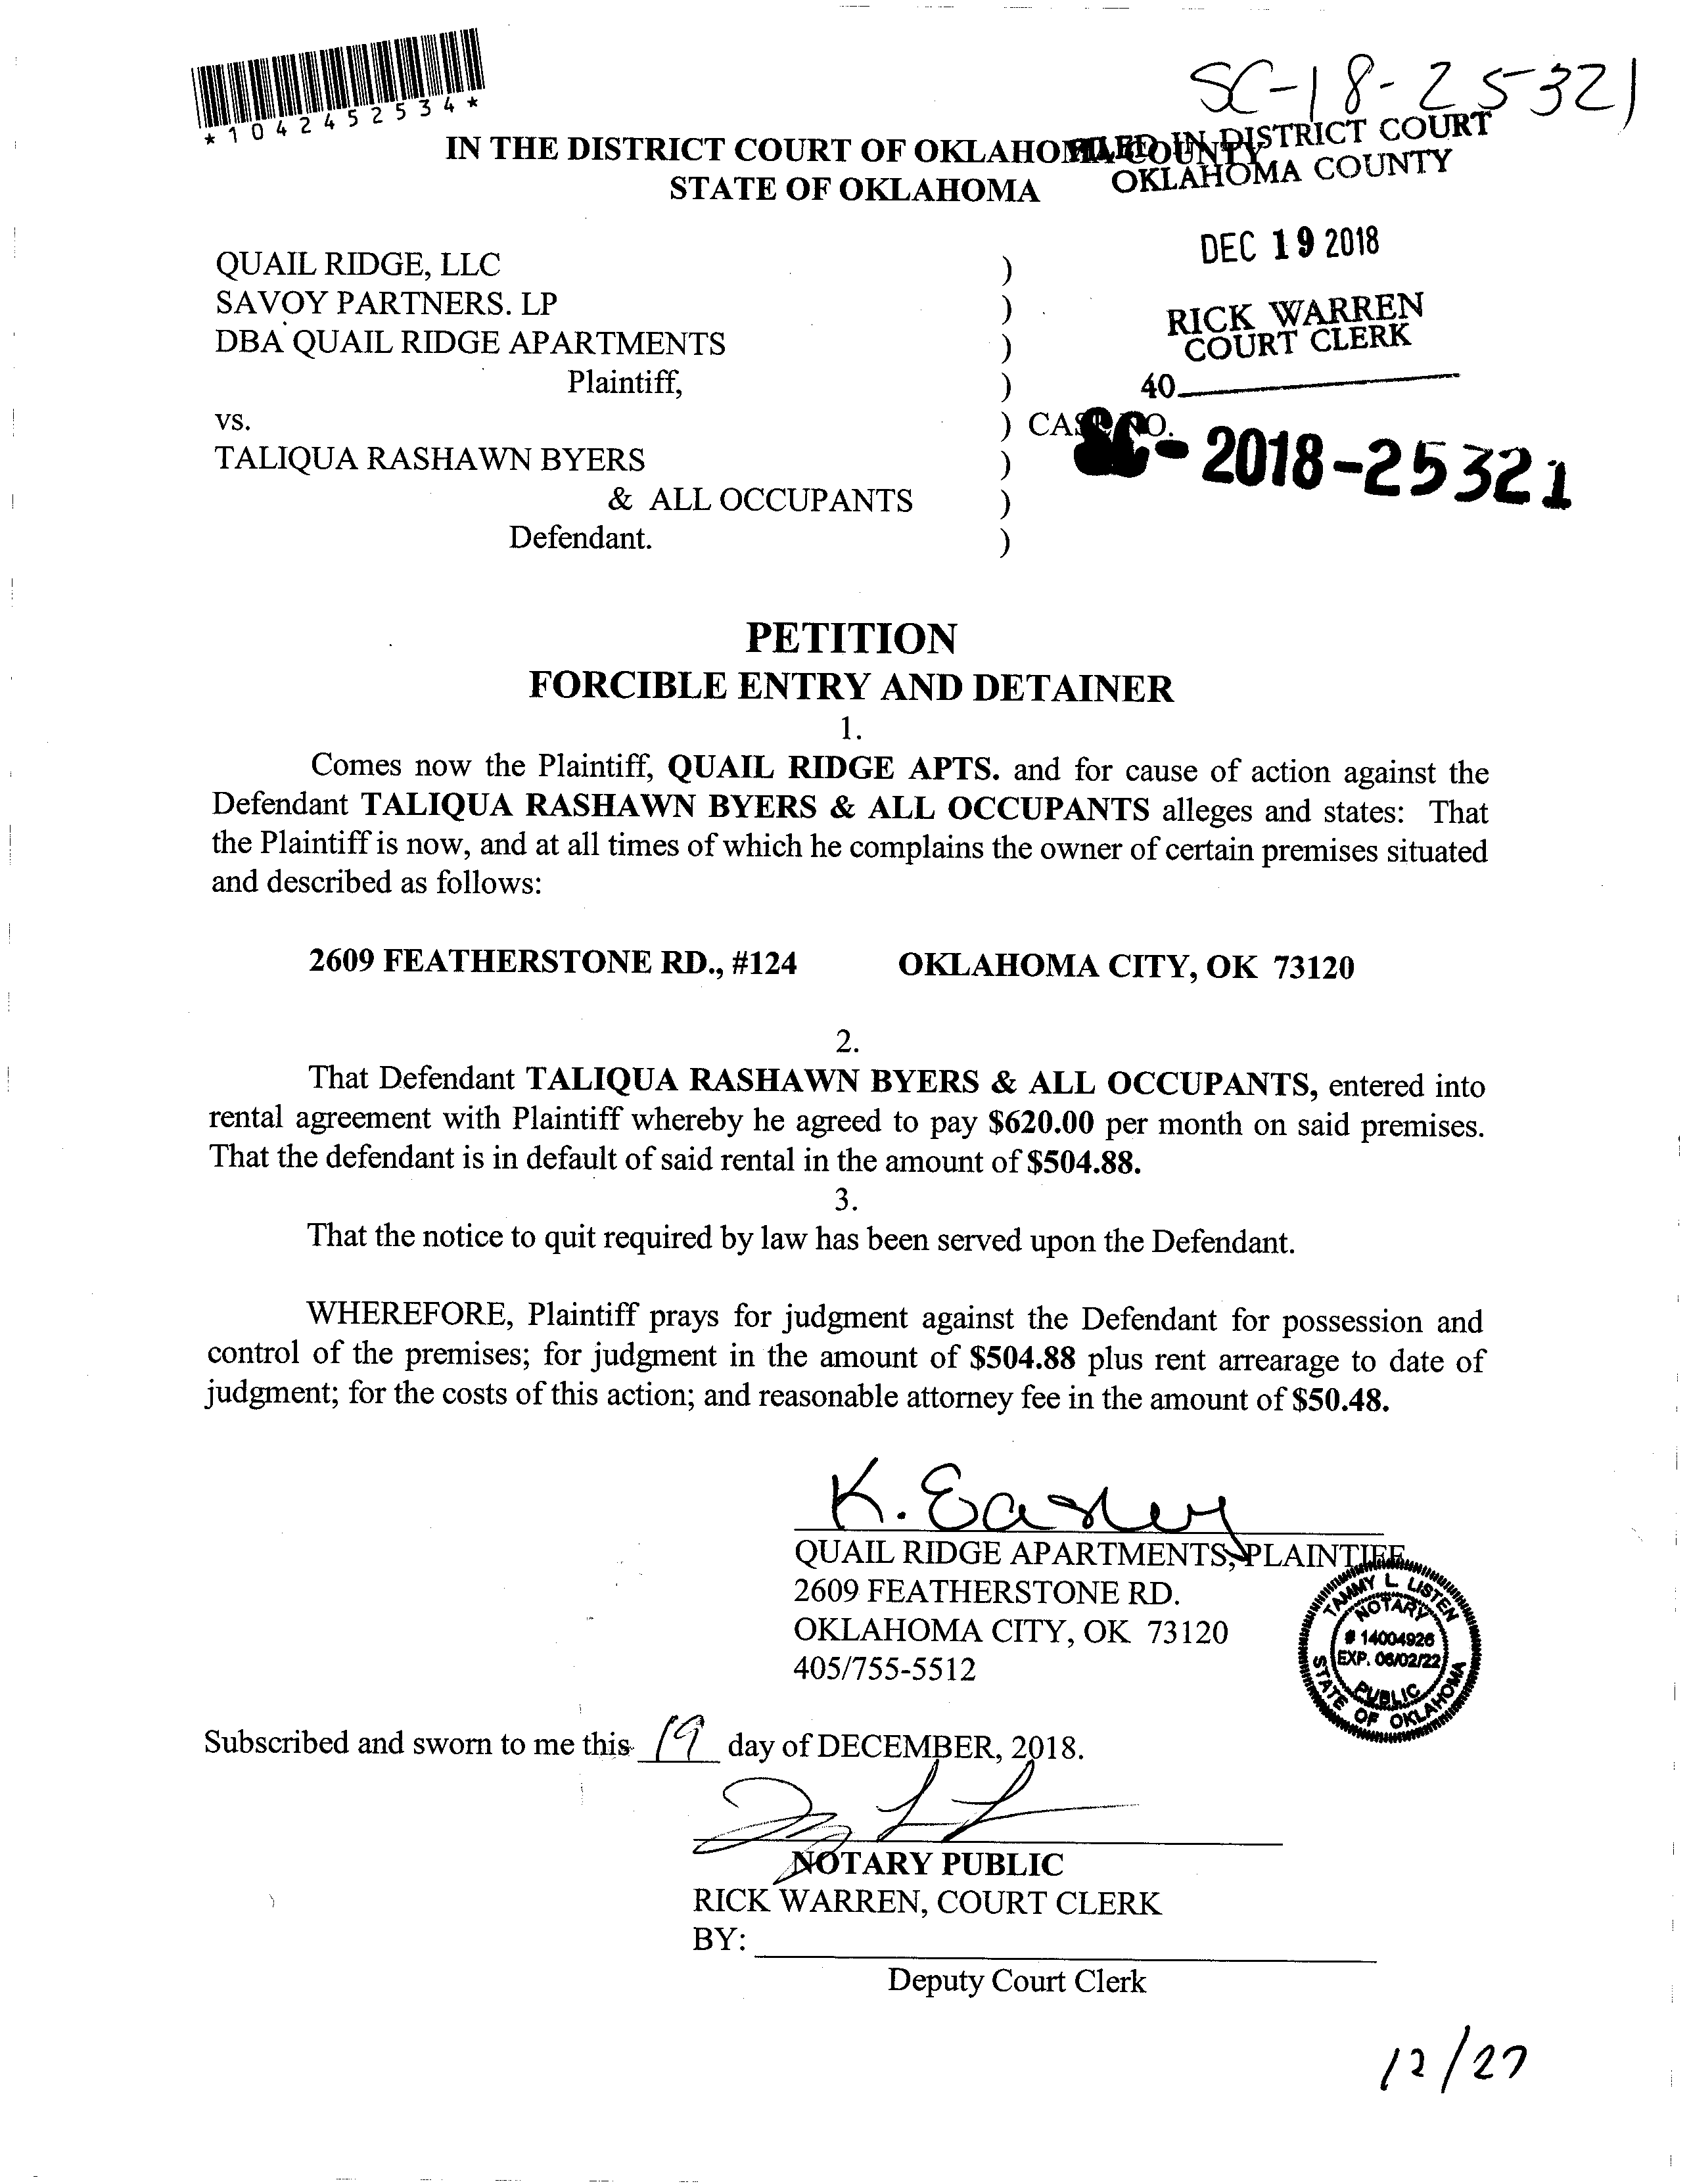 SC-18-25321
*1042452534*
IN THE DISTRICT COURT OF OKLAHOMA COUNTY
STATE OF OKLAHOMA
FILED IN DISTRICT COURT
OKLAHOMA COUNTY
DEC 19 2018
RICK WARREN
COURT CLERK
40
QUAIL RIDGE, LLC )
SAVOY PARTNERS. LP )
DBA QUAIL RIDGE APARTMENTS )
Plaintiff, )
vs. ) CASE NO.
SC-2018-25321
TALIQUA RASHAWN BYERS )
& ALL OCCUPANTS )
Defendant. )
PETITION
FORCIBLE ENTRY AND DETAINER
1.
Comes now the Plaintiff, QUAIL RIDGE APTS. and for cause of action against the
Defendant TALIQUA RASHAWN BYERS & ALL OCCUPANTS alleges and states: That
the Plaintiff is now, and at all times of which he complains the owner of certain premises situated
and described as follows:
2609 FEATHERSTONE RD., #124 OKLAHOMA CITY, OK 73120
2.
That Defendant TALIQUA RASHAWN BYERS & ALL OCCUPANTS, entered into
rental agreement with Plaintiff whereby he agreed to pay $620.00 per month on said premises.
That the defendant is in default of said rental in the amount of $504.88.
3.
That the notice to quit required by law has been served upon the Defendant.
WHEREFORE, Plaintiff prays for judgment against the Defendant for possession and
control of the premises; for judgment in the amount of $504.88 plus rent arrearage to date of
judgment; for the costs of this action; and reasonable attorney fee in the amount of $50.48.
K. Easley
QUAIL RIDGE APARTMENTS, PLAINTIFF
2609 FEATHERSTONE RD.
OKLAHOMA CITY, OK 73120
405/755-5512
TAMMY L LISTEN
NOTARY
# 14004926
EXP. 06/02/22
PUBLIC
STATE OF OKLAHOMA
Subscribed and sworn to me this 19 day of DECEMBER, 2018.
NOTARY PUBLIC
RICK WARREN, COURT CLERK
BY:
Deputy Court Clerk
12/27